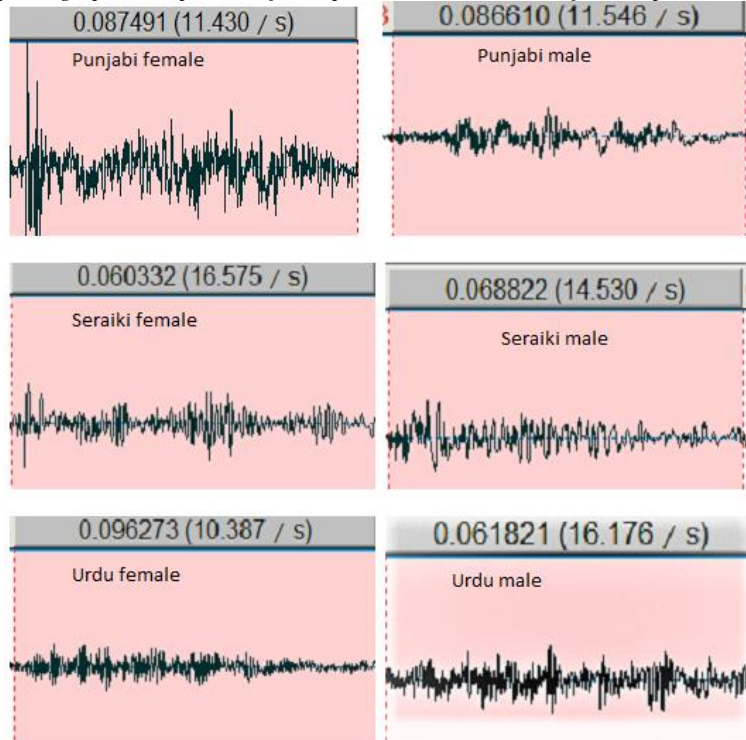 0.087491 (11.430 / s)
Punjabi female
0.086610 (11.546 / s)
Punjabi male
0.060332 (16.575 / s)
Seraiki female
0.068822 (14.530 / s)
Seraiki male
0.096273 (10.387 / s)
Urdu female
0.061821 (16.176 / s)
Urdu male